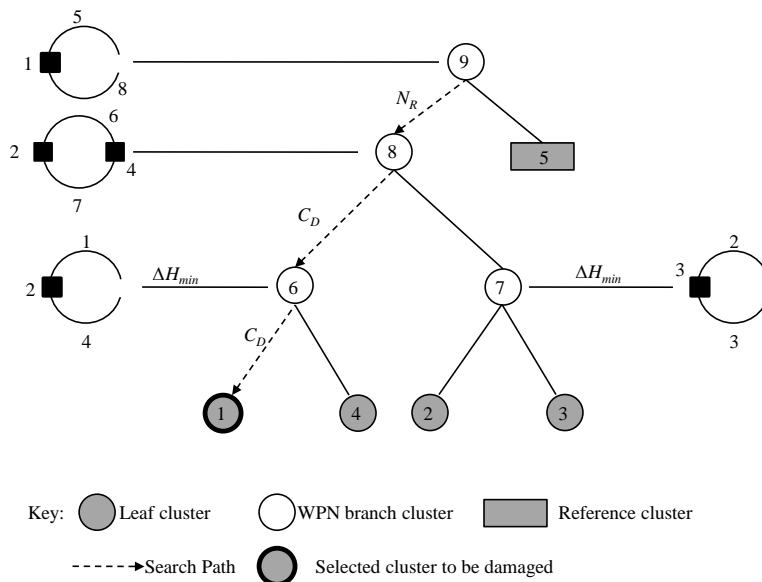 5
1
9
8
N_R
6
2
4
8
5
7
C_D
1
2
2
ΔH_min
6
7
ΔH_min
3
4
3
C_D
1
4
2
3
Key:
Leaf cluster
WPN branch cluster
Reference cluster
Search Path
Selected cluster to be damaged